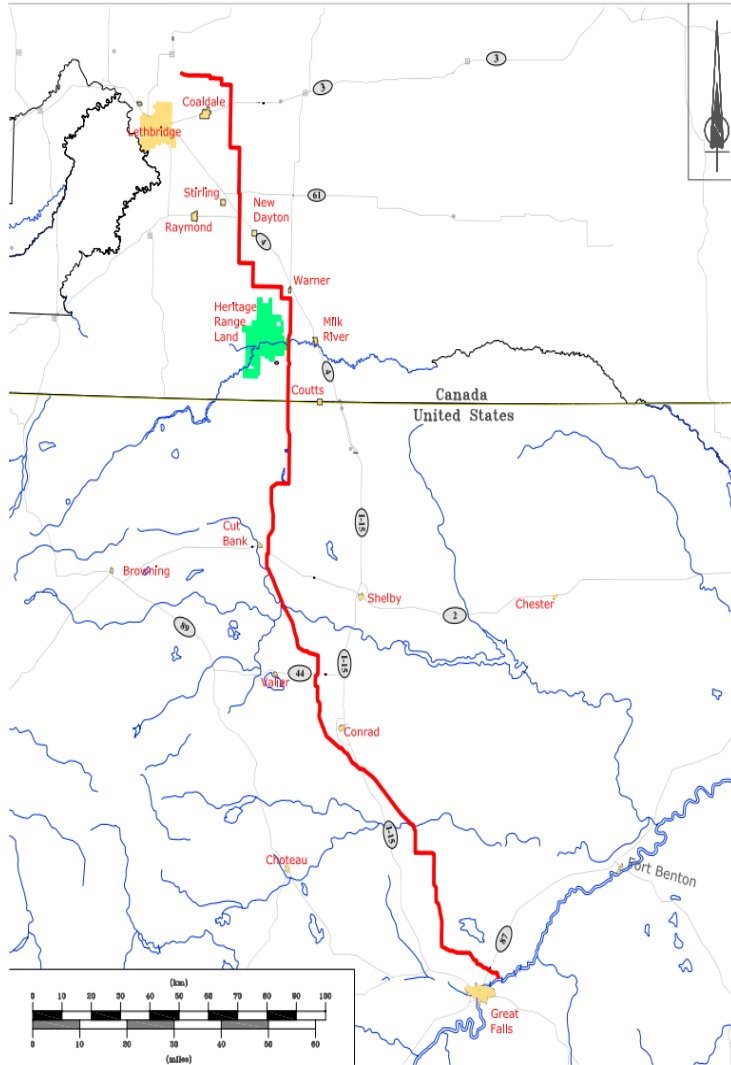 3
3
Coaldale
Lethbridge
Stirling
61
New
Dayton
Raymond
4
Warner
Heritage
Range
Land
Milk
River
4
Coutts
Canada
United States
I-15
Cut
Bank
Browning
Shelby
Chester
2
89
I-15
44
Valier
Conrad
I-15
Choteau
Fort Benton
87
Great
Falls
(km)
0 10 20 30 40 50 60 70 80 90 100
0 10 20 30 40 50 60
(miles)